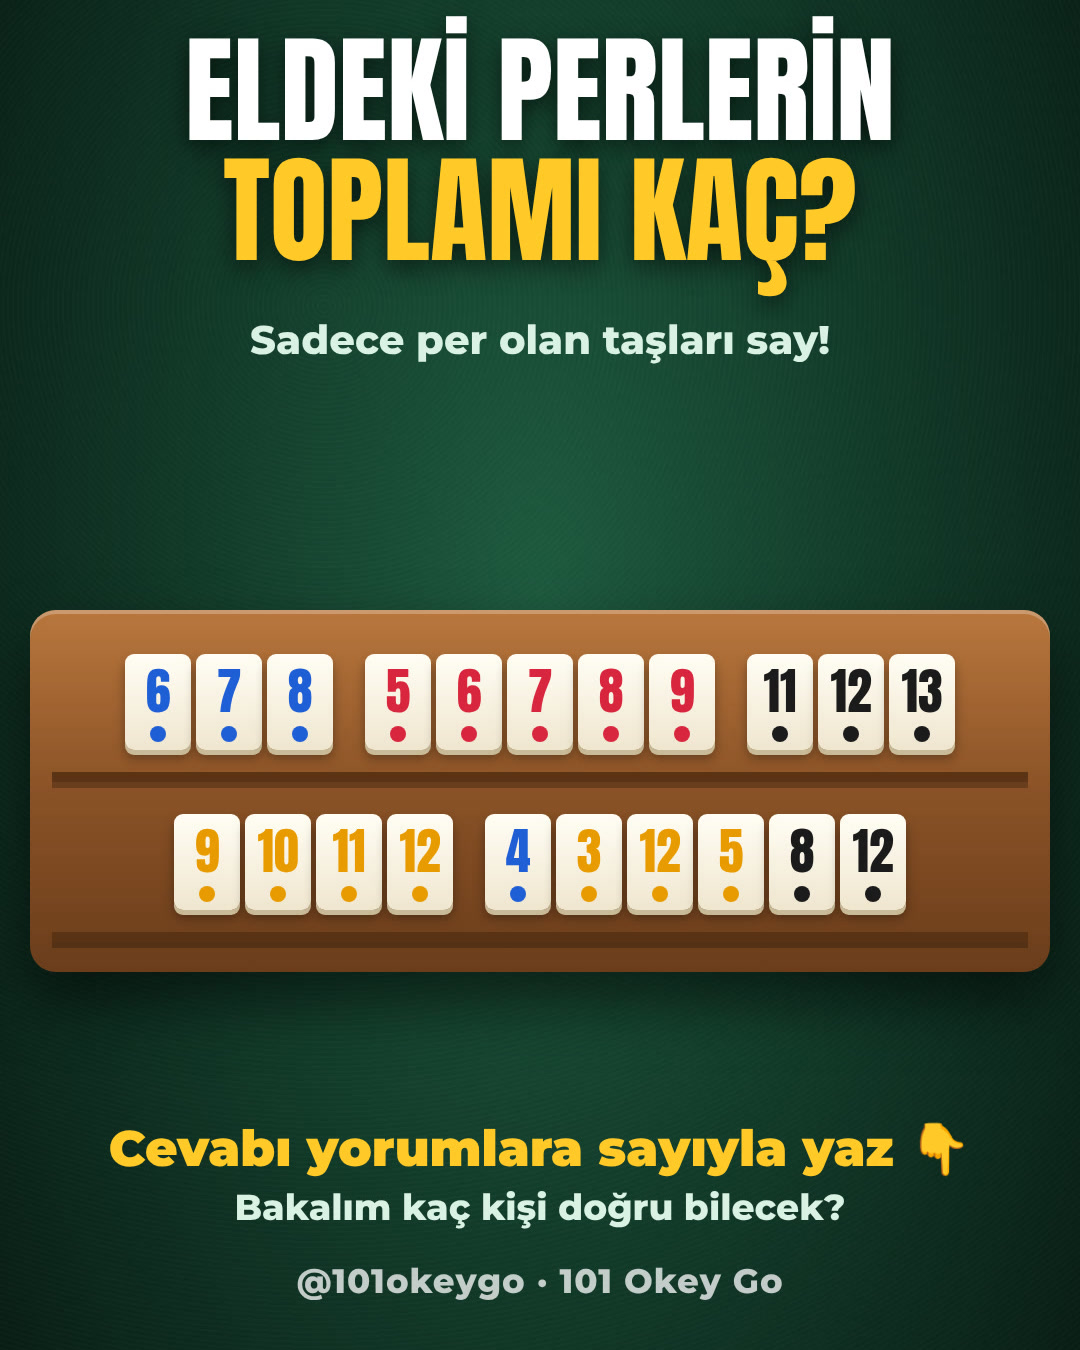 ELDEKİ PERLERİN
TOPLAMI KAÇ?
Sadece per olan taşları say!
6 7 8 5 6 7 8 9 11 12 13
9 10 11 12 4 3 12 5 8 12
Cevabı yorumlara sayıyla yaz 👇
Bakalım kaç kişi doğru bilecek?
@101okeygo · 101 Okey Go